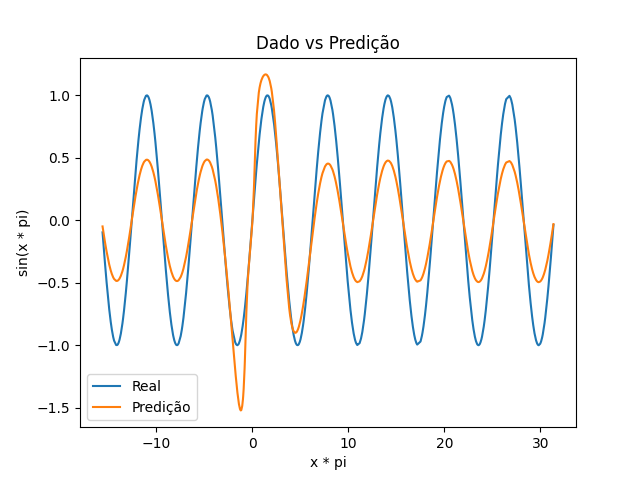 Dado vs Predição
sin(x * pi)
1.0
0.5
0.0
−0.5
−1.0
−1.5
Real
Predição
−10
0
10
20
30
x * pi